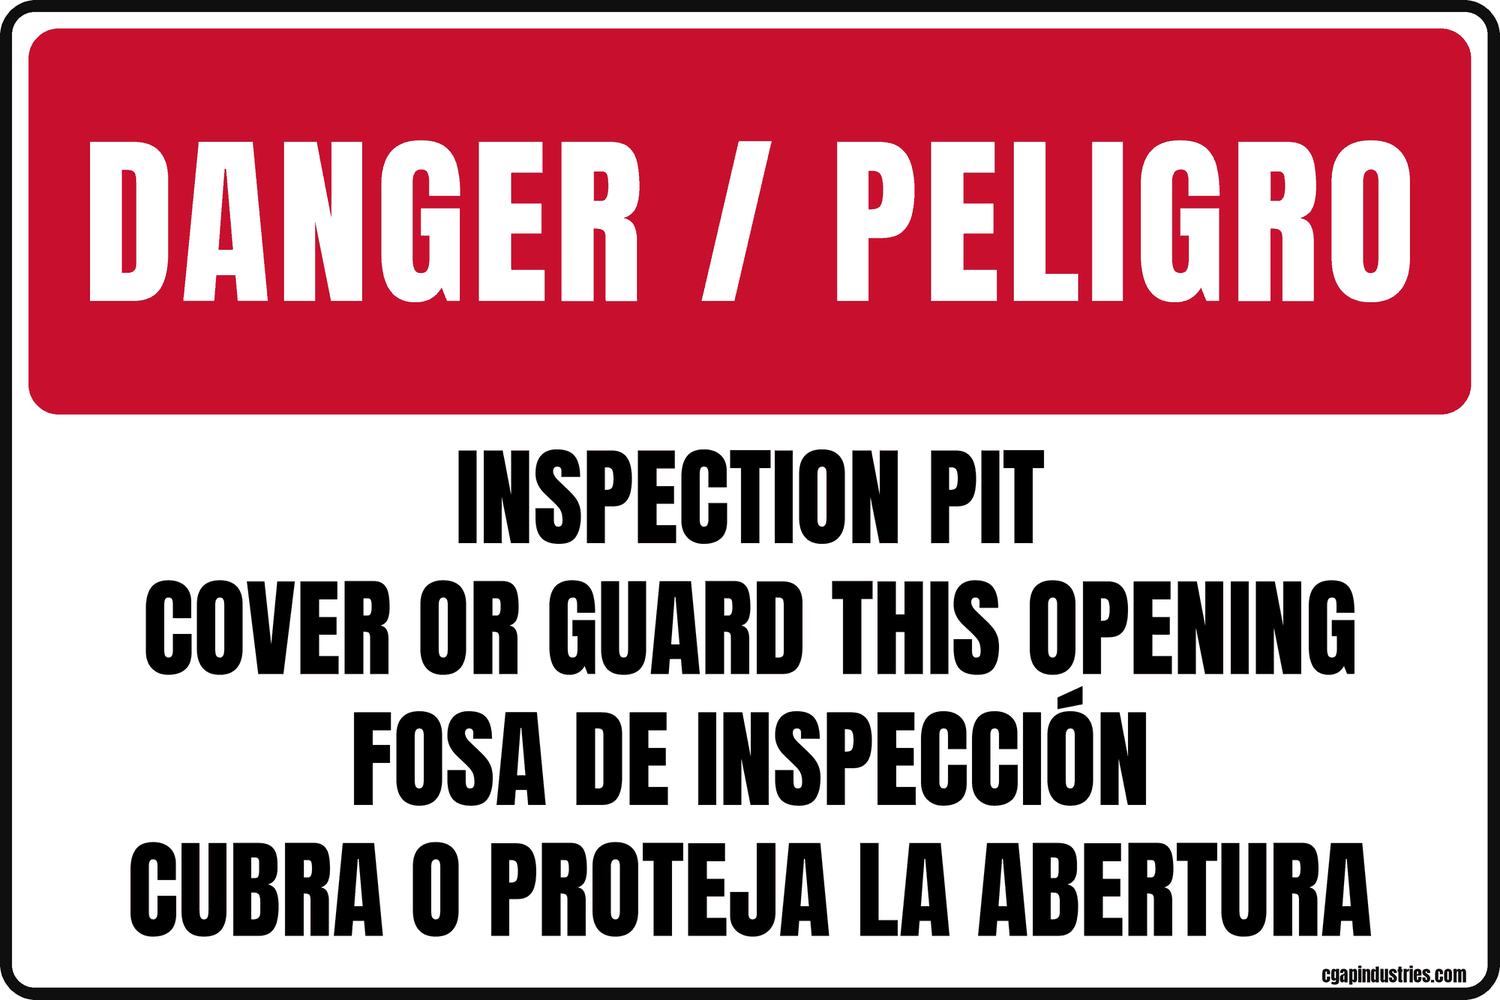 DANGER / PELIGRO
INSPECTION PIT
COVER OR GUARD THIS OPENING
FOSA DE INSPECCIÓN
CUBRA O PROTEJA LA ABERTURA
cgapindustries.com